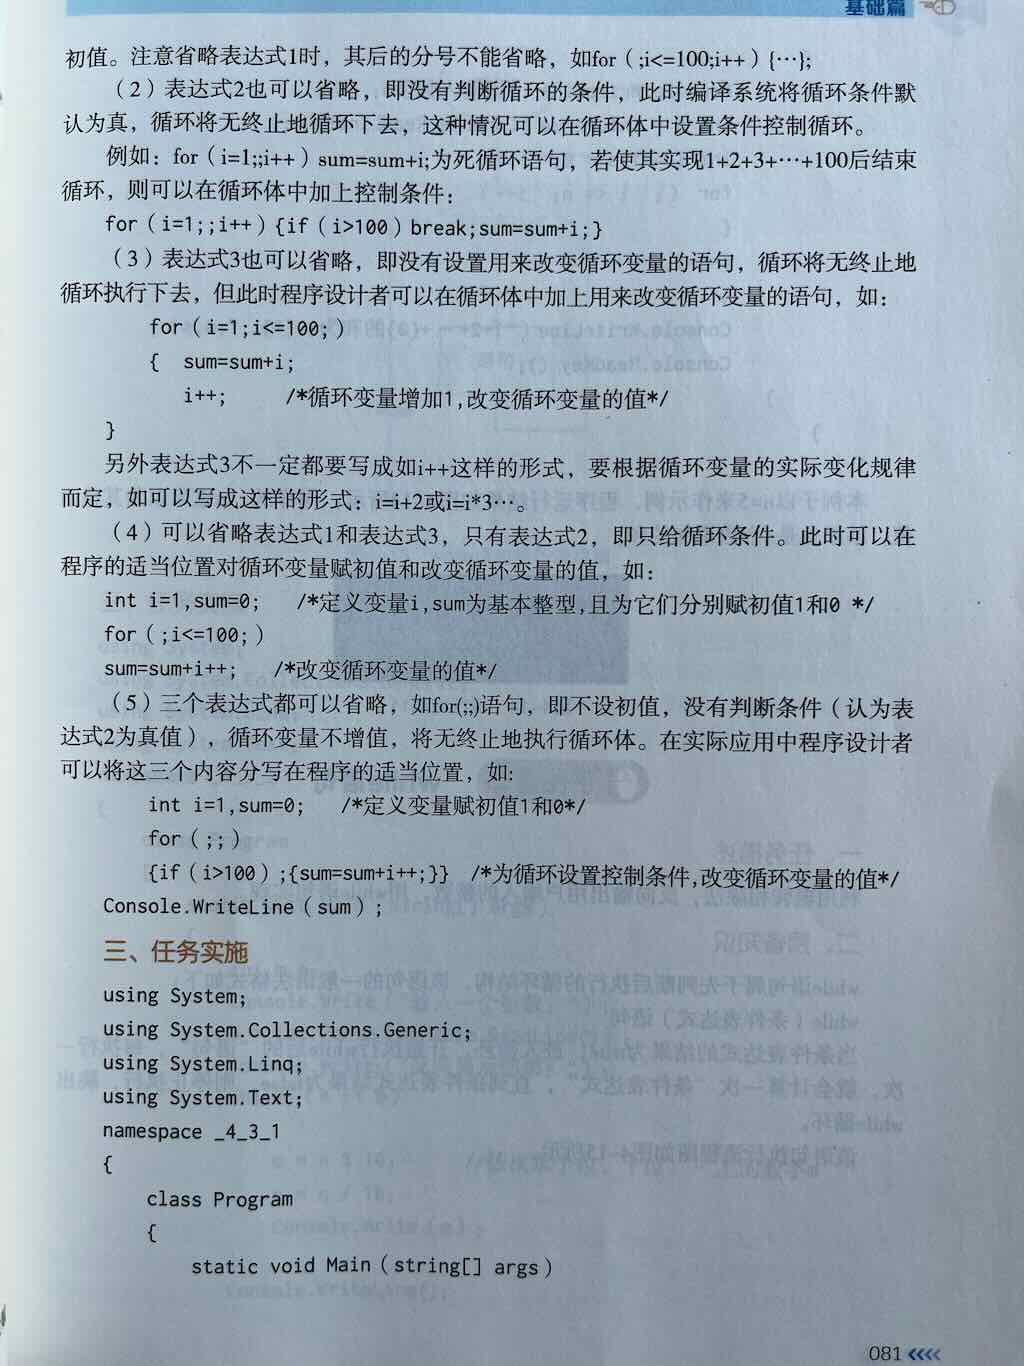 基础篇
初值。注意省略表达式1时，其后的分号不能省略，如for（;i<=100;i++）{…};
（2）表达式2也可以省略，即没有判断循环的条件，此时编译系统将循环条件默
认为真，循环将无终止地循环下去，这种情况可以在循环体中设置条件控制循环。
例如：for（i=1;;i++）sum=sum+i;为死循环语句，若使其实现1+2+3+…+100后结束
循环，则可以在循环体中加上控制条件：
for（i=1;;i++）{if（i>100）break;sum=sum+i;}
（3）表达式3也可以省略，即没有设置用来改变循环变量的语句，循环将无终止地
循环执行下去，但此时程序设计者可以在循环体中加上用来改变循环变量的语句，如：
for（i=1;i<=100;）
{ sum=sum+i;
i++; /*循环变量增加1,改变循环变量的值*/
}
另外表达式3不一定都要写成如i++这样的形式，要根据循环变量的实际变化规律
而定，如可以写成这样的形式：i=i+2或i=i*3…。
（4）可以省略表达式1和表达式3，只有表达式2，即只给循环条件。此时可以在
程序的适当位置对循环变量赋初值和改变循环变量的值，如：
int i=1,sum=0; /*定义变量i,sum为基本整型,且为它们分别赋初值1和0 */
for（;i<=100;）
sum=sum+i++; /*改变循环变量的值*/
（5）三个表达式都可以省略，如for(;;)语句，即不设初值，没有判断条件（认为表
达式2为真值），循环变量不增值，将无终止地执行循环体。在实际应用中程序设计者
可以将这三个内容分写在程序的适当位置，如:
int i=1,sum=0; /*定义变量赋初值1和0*/
for（;;）
{if（i>100）;{sum=sum+i++;}} /*为循环设置控制条件,改变循环变量的值*/
Console.WriteLine（sum）;
三、任务实施
using System;
using System.Collections.Generic;
using System.Linq;
using System.Text;
namespace _4_3_1
{
class Program
{
static void Main（string[] args）
081